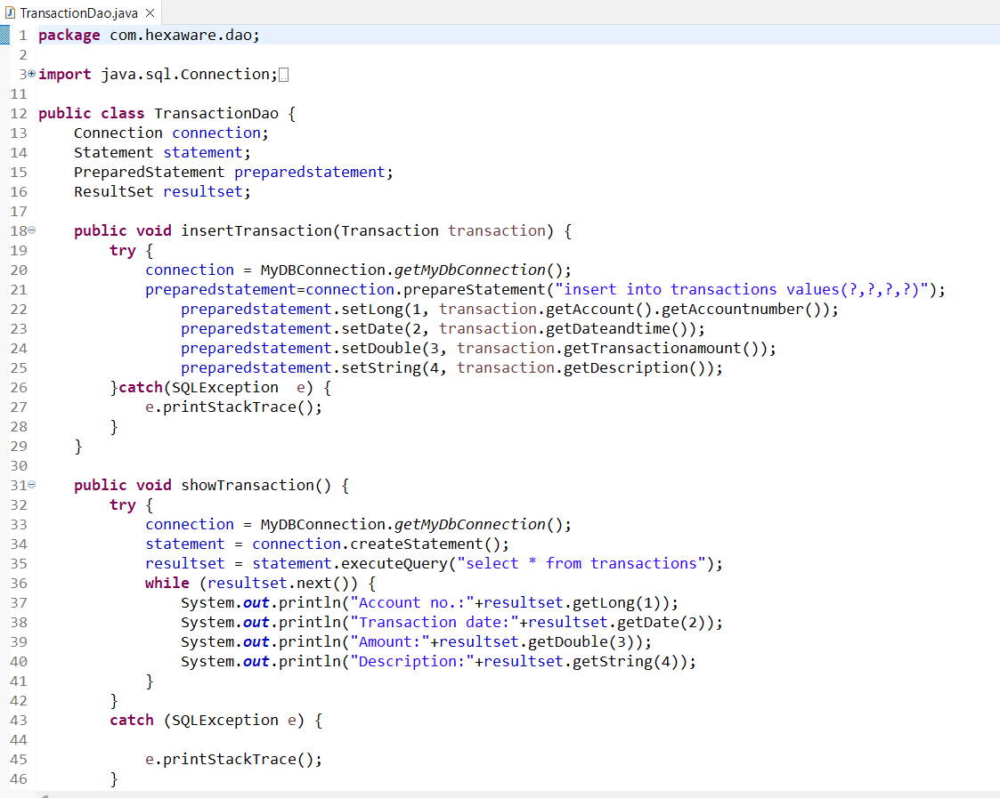 TransactionDao.java
1 package com.hexaware.dao;
2
3 import java.sql.Connection;
11
12 public class TransactionDao {
13     Connection connection;
14     Statement statement;
15     PreparedStatement preparedstatement;
16     ResultSet resultset;
17
18     public void insertTransaction(Transaction transaction) {
19         try {
20             connection = MyDBConnection.getMyDbConnection();
21             preparedstatement=connection.prepareStatement("insert into transactions values(?,?,?,?)");
22                 preparedstatement.setLong(1, transaction.getAccount().getAccountnumber());
23                 preparedstatement.setDate(2, transaction.getDateandtime());
24                 preparedstatement.setDouble(3, transaction.getTransactionamount());
25                 preparedstatement.setString(4, transaction.getDescription());
26         }catch(SQLException  e) {
27             e.printStackTrace();
28         }
29     }
30
31     public void showTransaction() {
32         try {
33             connection = MyDBConnection.getMyDbConnection();
34             statement = connection.createStatement();
35             resultset = statement.executeQuery("select * from transactions");
36             while (resultset.next()) {
37                 System.out.println("Account no.:"+resultset.getLong(1));
38                 System.out.println("Transaction date:"+resultset.getDate(2));
39                 System.out.println("Amount:"+resultset.getDouble(3));
40                 System.out.println("Description:"+resultset.getString(4));
41             }
42         }
43         catch (SQLException e) {
44
45             e.printStackTrace();
46         }